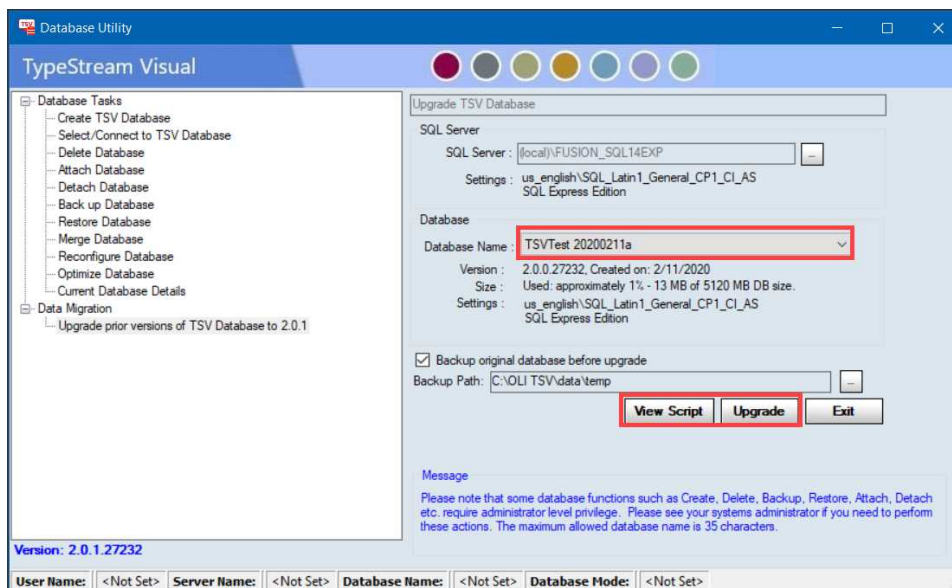 TSV
Database Utility
TypeStream Visual
Database Tasks
Create TSV Database
Select/Connect to TSV Database
Delete Database
Attach Database
Detach Database
Back up Database
Restore Database
Merge Database
Reconfigure Database
Optimize Database
Current Database Details
Data Migration
Upgrade prior versions of TSV Database to 2.0.1
Version: 2.0.1.27232
Upgrade TSV Database
SQL Server
SQL Server : (local)\FUSION_SQL14EXP ...
Settings : us_english\SQL_Latin1_General_CP1_CI_AS
SQL Express Edition
Database
Database Name : TSVTest 20200211a
Version : 2.0.0.27232, Created on: 2/11/2020
Size : Used: approximately 1% - 13 MB of 5120 MB DB size.
Settings : us_english\SQL_Latin1_General_CP1_CI_AS
SQL Express Edition
Backup original database before upgrade
Backup Path: C:\OLI TSV\data\temp ...
View Script Upgrade Exit
Message
Please note that some database functions such as Create, Delete, Backup, Restore, Attach, Detach
etc. require administrator level privilege. Please see your systems administrator if you need to perform
these actions. The maximum allowed database name is 35 characters.
User Name: <Not Set> Server Name: <Not Set> Database Name: <Not Set> Database Mode: <Not Set>